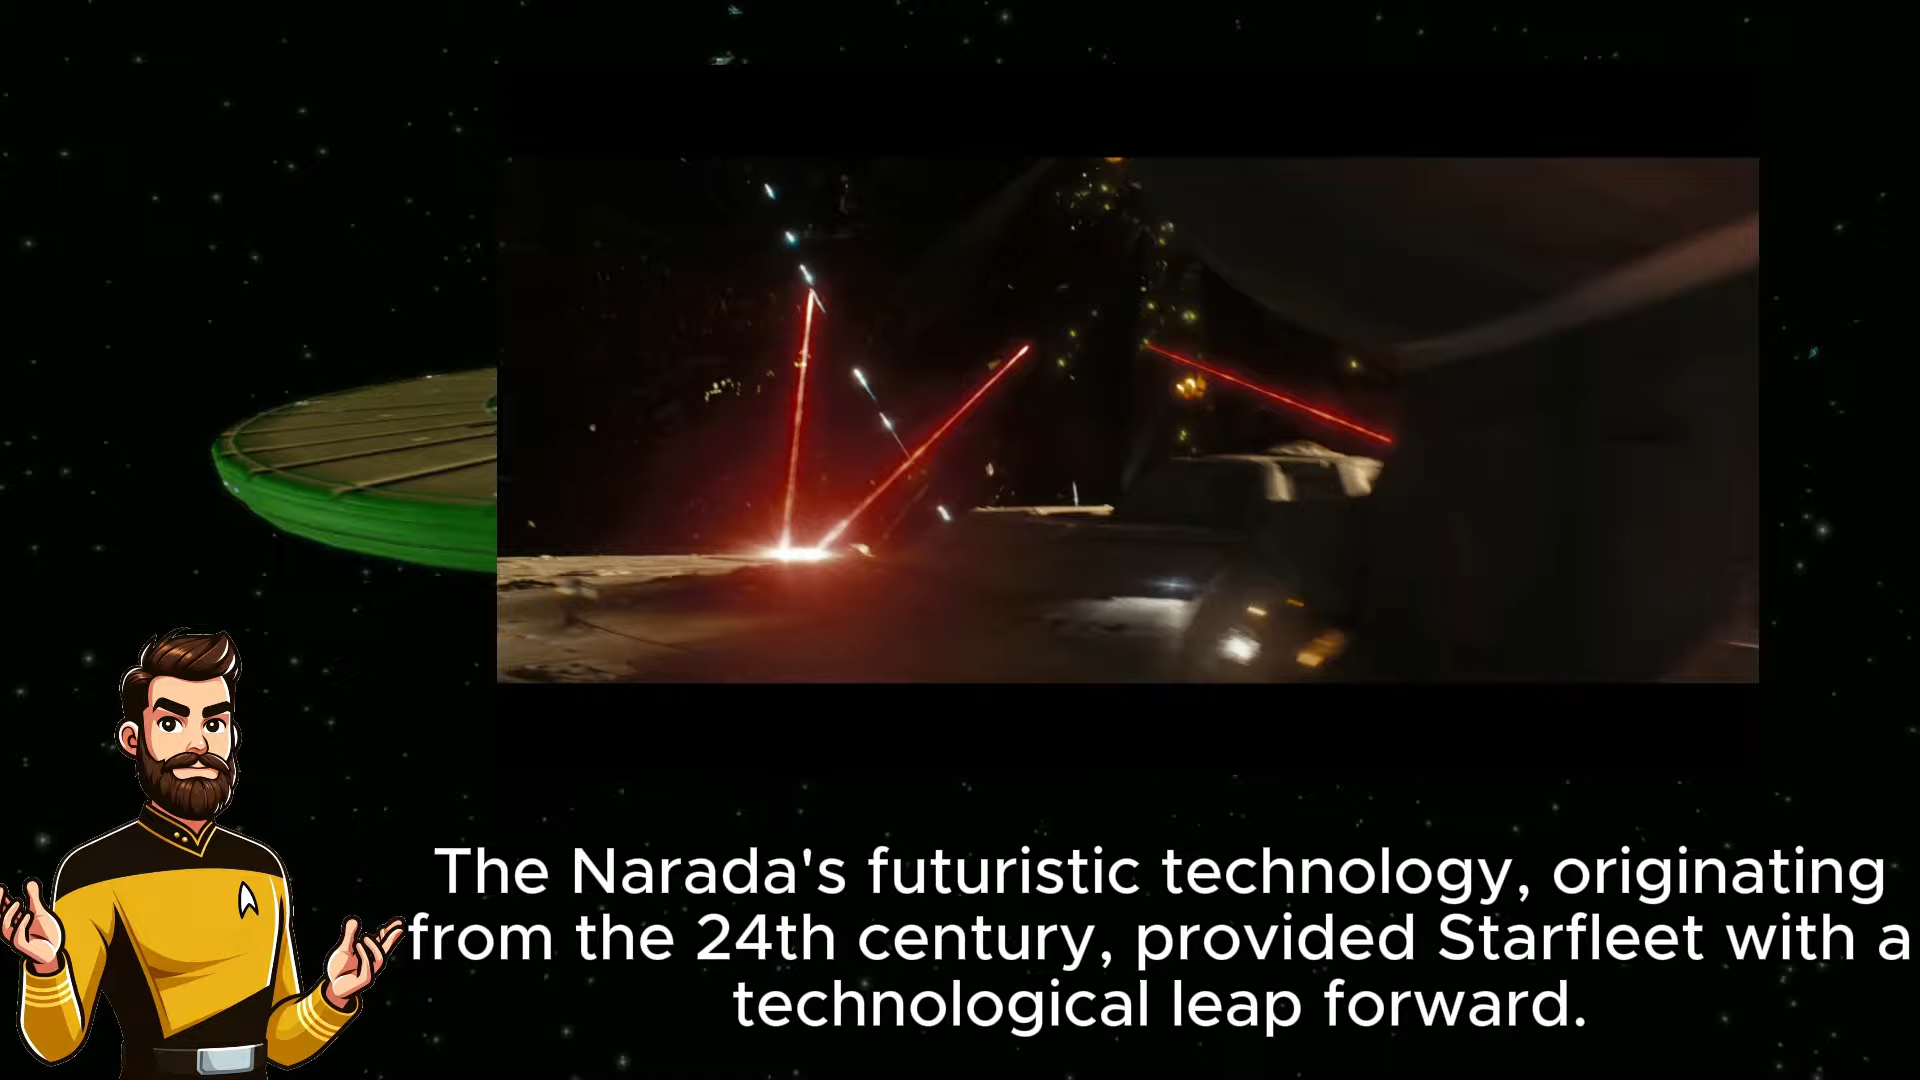 The Narada's futuristic technology, originating
from the 24th century, provided Starfleet with a
technological leap forward.